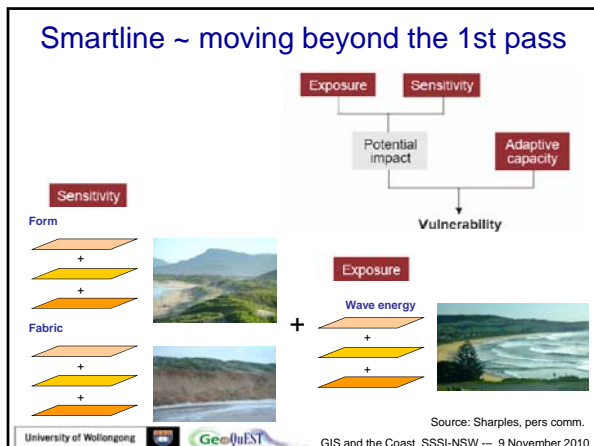 Smartline ~ moving beyond the 1st pass
Exposure
Sensitivity
Potential
impact
Adaptive
capacity
Vulnerability
Sensitivity
Form
+
+
Fabric
+
+
+
Exposure
Wave energy
+
+
Source: Sharples, pers comm.
University of Wollongong
GeoQuEST
GIS and the Coast SSSI-NSW --- 9 November 2010